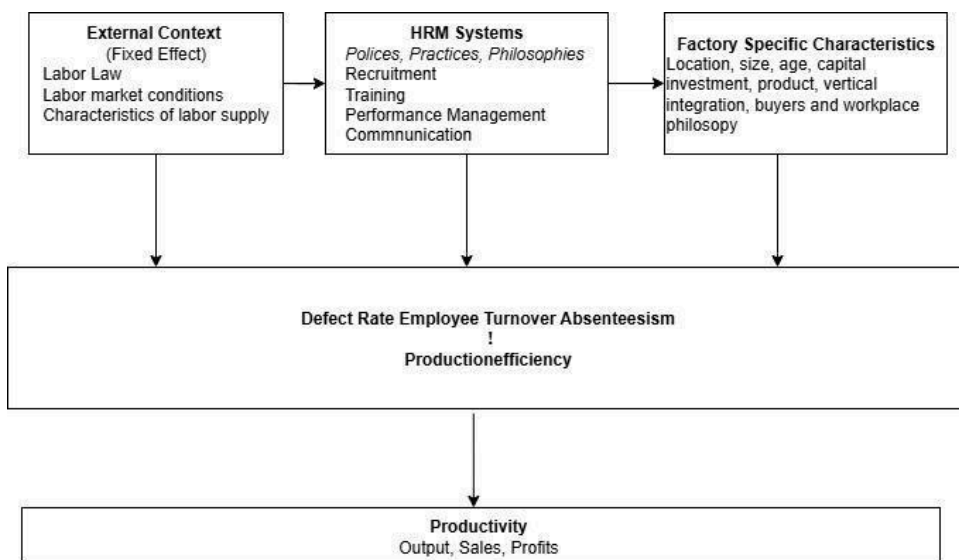 External Context
(Fixed Effect)
Labor Law
Labor market conditions
Characteristics of labor supply
HRM Systems
Polices, Practices, Philosophies
Recruitment
Training
Performance Management
Commnunication
Factory Specific Characteristics
Location, size, age, capital
investment, product, vertical
integration, buyers and workplace
philosopy
Defect Rate Employee Turnover Absenteesism
!
Productionefficiency
Productivity
Output, Sales, Profits